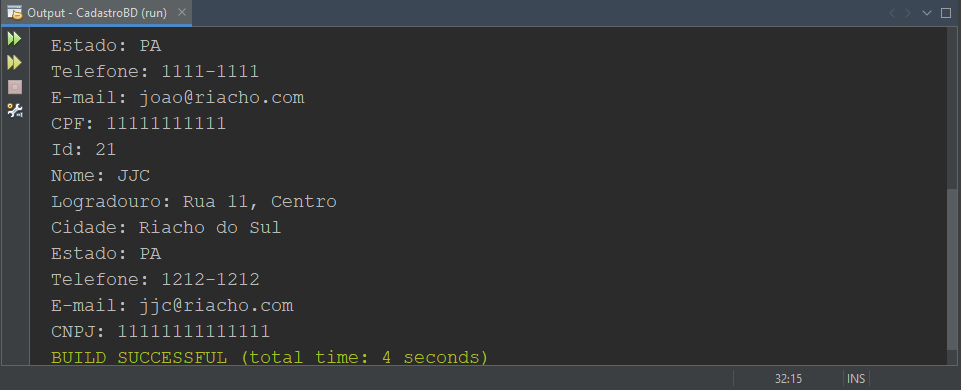 Output - CadastroBD (run)
Estado: PA
Telefone: 1111-1111
E-mail: joao@riacho.com
CPF: 11111111111
Id: 21
Nome: JJC
Logradouro: Rua 11, Centro
Cidade: Riacho do Sul
Estado: PA
Telefone: 1212-1212
E-mail: jjc@riacho.com
CNPJ: 11111111111111
BUILD SUCCESSFUL (total time: 4 seconds)
32:15 INS